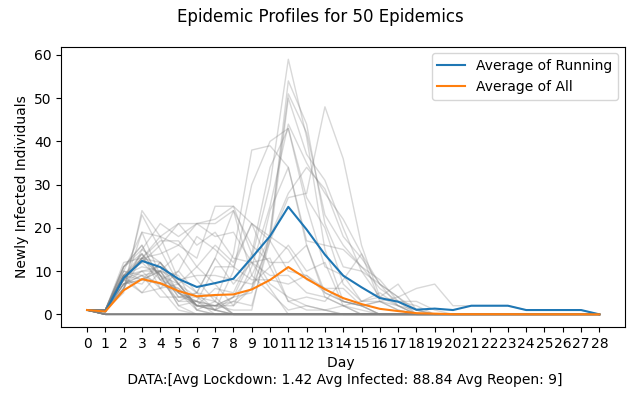 Epidemic Profiles for 50 Epidemics
60
50
40
30
20
10
0
Newly Infected Individuals
Average of Running
Average of All
0 1 2 3 4 5 6 7 8 9 10 11 12 13 14 15 16 17 18 19 20 21 22 23 24 25 26 27 28
Day
DATA:[Avg Lockdown: 1.42 Avg Infected: 88.84 Avg Reopen: 9]